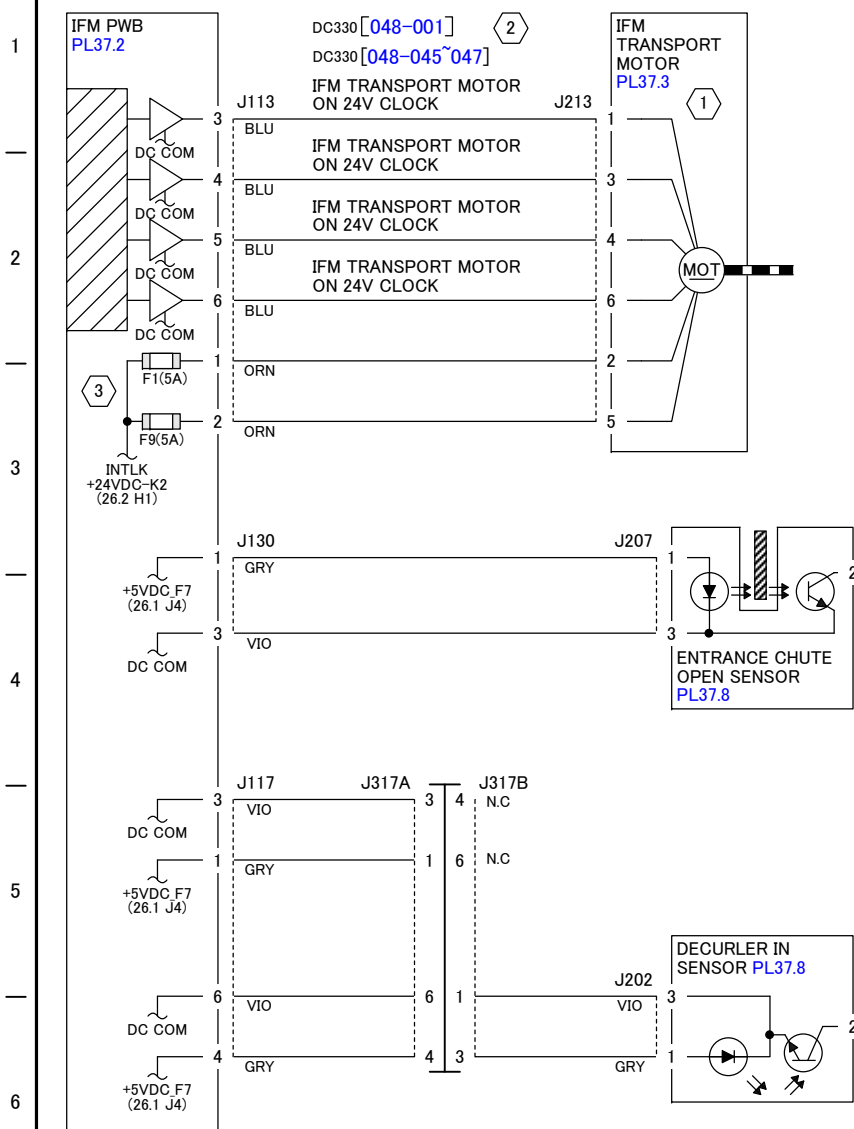 1
IFM PWB
PL37.2
DC330[048-001]
2
DC330[048-045~047]
IFM
TRANSPORT
MOTOR
PL37.3
1
IFM TRANSPORT MOTOR
ON 24V CLOCK
J113
J213
3
BLU
1
DC COM
IFM TRANSPORT MOTOR
ON 24V CLOCK
4
BLU
3
DC COM
IFM TRANSPORT MOTOR
ON 24V CLOCK
2
5
BLU
4
DC COM
IFM TRANSPORT MOTOR
ON 24V CLOCK
MOT
6
BLU
6
DC COM
1
ORN
2
F1(5A)
3
2
ORN
5
F9(5A)
3
INTLK
+24VDC-K2
(26.2 H1)
J130
J207
1
GRY
1
2
+5VDC_F7
(26.1 J4)
3
VIO
3
DC COM
4
ENTRANCE CHUTE
OPEN SENSOR
PL37.8
J117
J317A
J317B
3
VIO
3
4
N.C
DC COM
1
GRY
1
6
N.C
5
+5VDC_F7
(26.1 J4)
DECURLER IN
SENSOR PL37.8
J202
6
VIO
6
1
VIO
3
2
DC COM
4
GRY
4
3
GRY
1
+5VDC_F7
(26.1 J4)
6